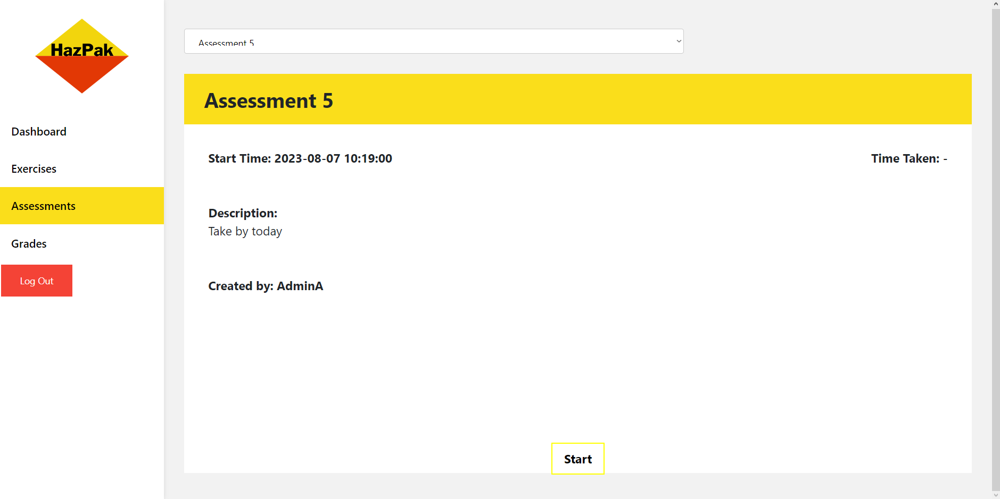 HazPak
Dashboard
Exercises
Assessments
Grades
Log Out
Assessment 5
Assessment 5
Start Time: 2023-08-07 10:19:00
Time Taken: -
Description:
Take by today
Created by: AdminA
Start